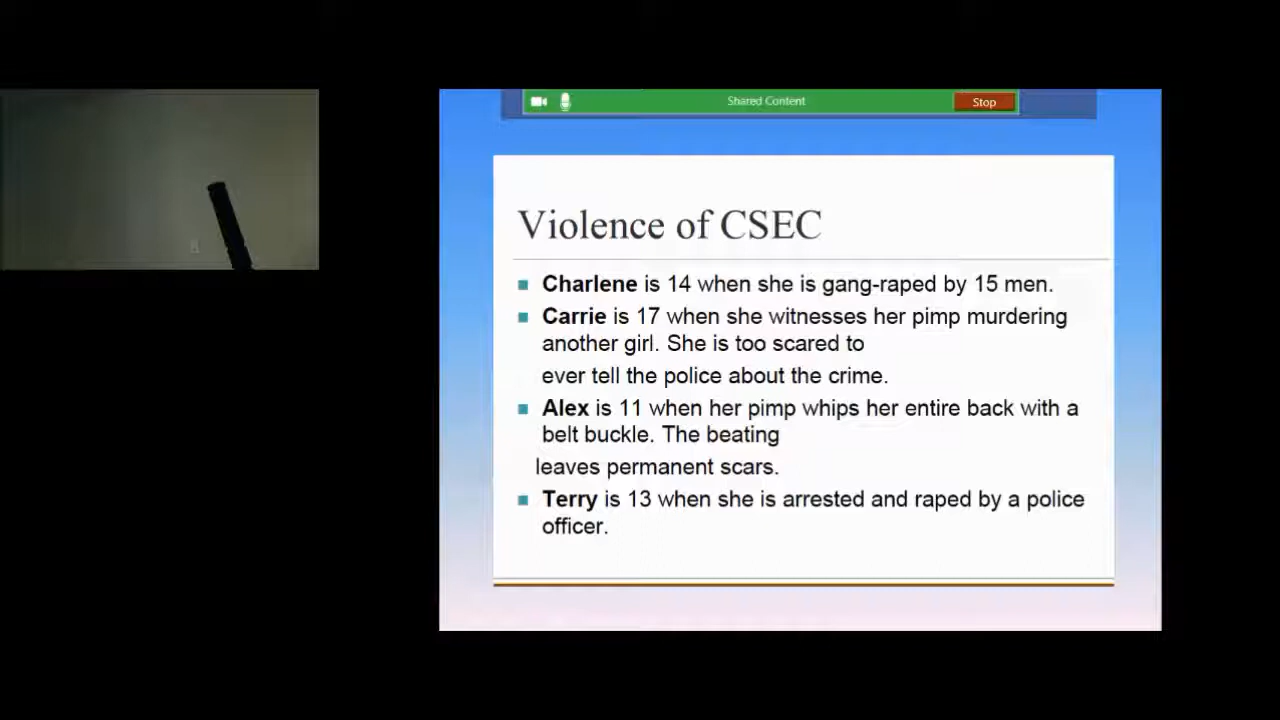 Shared Content
Stop
Violence of CSEC
Charlene is 14 when she is gang-raped by 15 men.
Carrie is 17 when she witnesses her pimp murdering
another girl. She is too scared to
ever tell the police about the crime.
Alex is 11 when her pimp whips her entire back with a
belt buckle. The beating
leaves permanent scars.
Terry is 13 when she is arrested and raped by a police
officer.